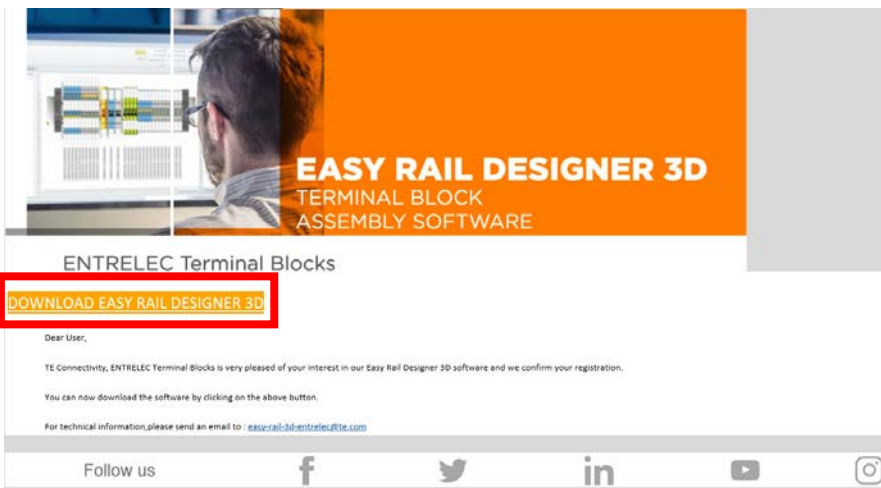 EASY RAIL DESIGNER 3D
TERMINAL BLOCK
ASSEMBLY SOFTWARE
ENTRELEC Terminal Blocks
DOWNLOAD EASY RAIL DESIGNER 3D
Dear User,
TE Connectivity, ENTRELEC Terminal Blocks is very pleased of your interest in our Easy Rail Designer 3D software and we confirm your registration.
You can now download the software by clicking on the above button.
For technical information,please send an email to : easy-rail-3d-entrelec@te.com
Follow us